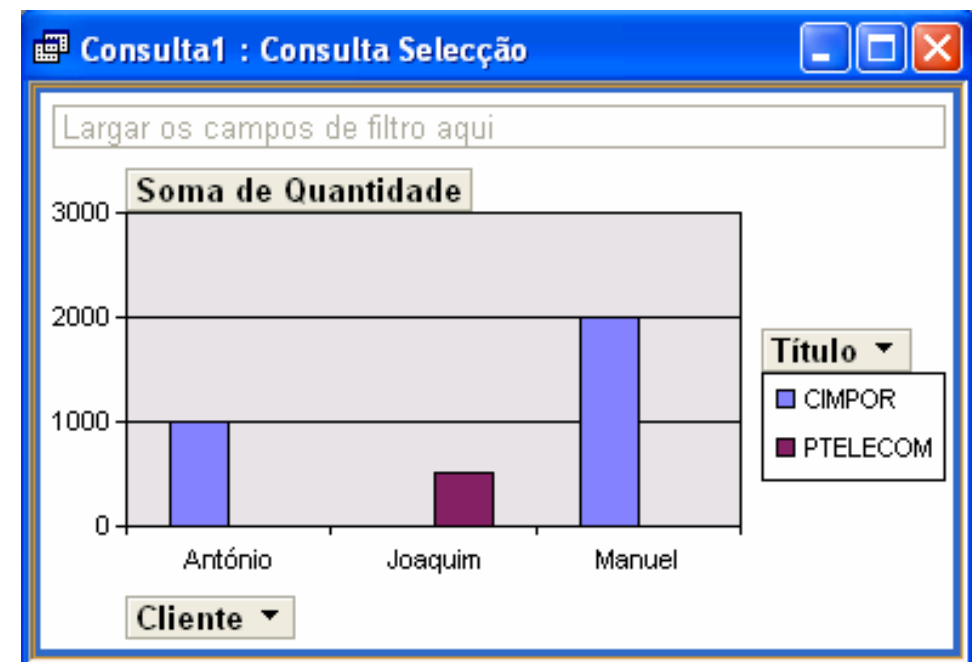 Consulta1 : Consulta Selecção
Largar os campos de filtro aqui
Soma de Quantidade
3000
2000
1000
0
António
Joaquim
Manuel
Título
CIMPOR
PTELECOM
Cliente